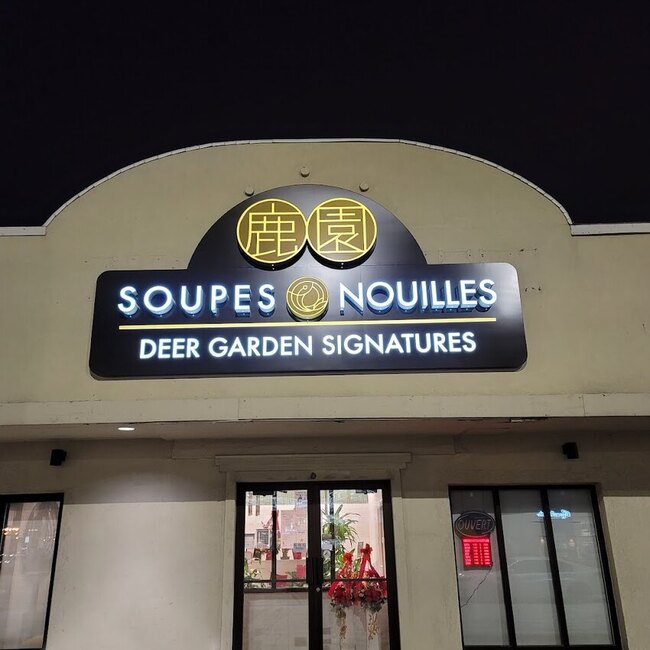 鹿園
SOUPES NOUILLES
DEER GARDEN SIGNATURES
OUVERT